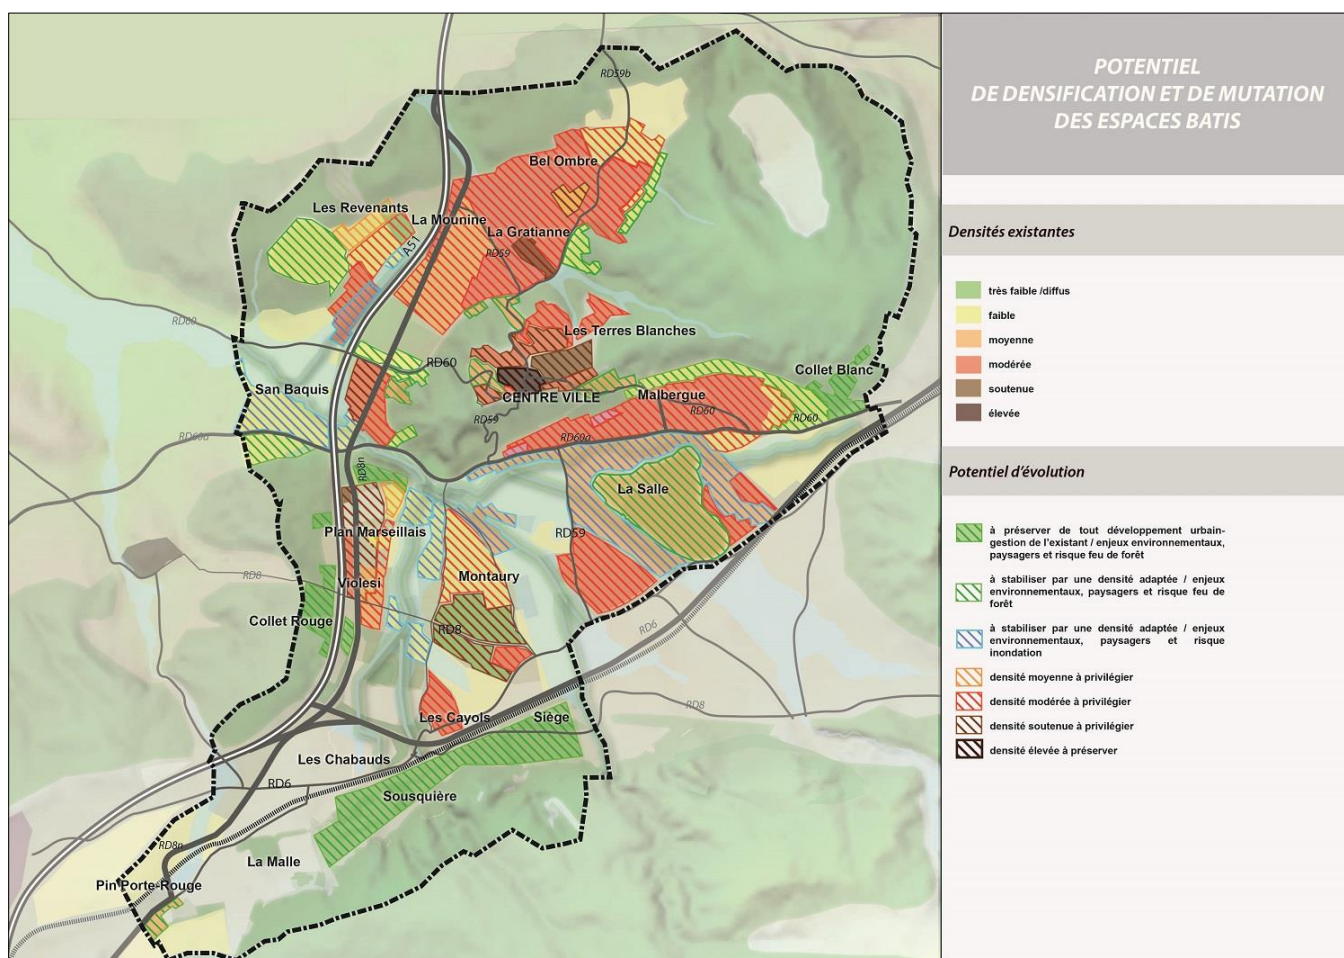 POTENTIEL
DE DENSIFICATION ET DE MUTATION
DES ESPACES BATIS
Densités existantes
très faible /diffus
faible
moyenne
modérée
soutenue
élevée
Potentiel d'évolution
à préserver de tout développement urbain-
gestion de l'existant / enjeux environnementaux,
paysagers et risque feu de forêt
à stabiliser par une densité adaptée / enjeux
environnementaux, paysagers et risque feu de
forêt
à stabiliser par une densité adaptée / enjeux
environnementaux, paysagers et risque
inondation
densité moyenne à privilégier
densité modérée à privilégier
densité soutenue à privilégier
densité élevée à préserver
RD59b
Bel Ombre
Les Revenants
La Mounine
La Gratianne
A51
RD59
RD60
Les Terres Blanches
RD60
Collet Blanc
San Baquis
CENTRE VILLE
Malbergue
RD60
RD60
RD59
RD60a
RD60a
RD8n
La Salle
Plan Marseillais
RD59
RD8
Violesi
Montaury
Collet Rouge
RD8
RD6
RD8
Les Cayols
Siège
Les Chabauds
RD6
Sousquière
RD8n
La Malle
Pin Porte-Rouge